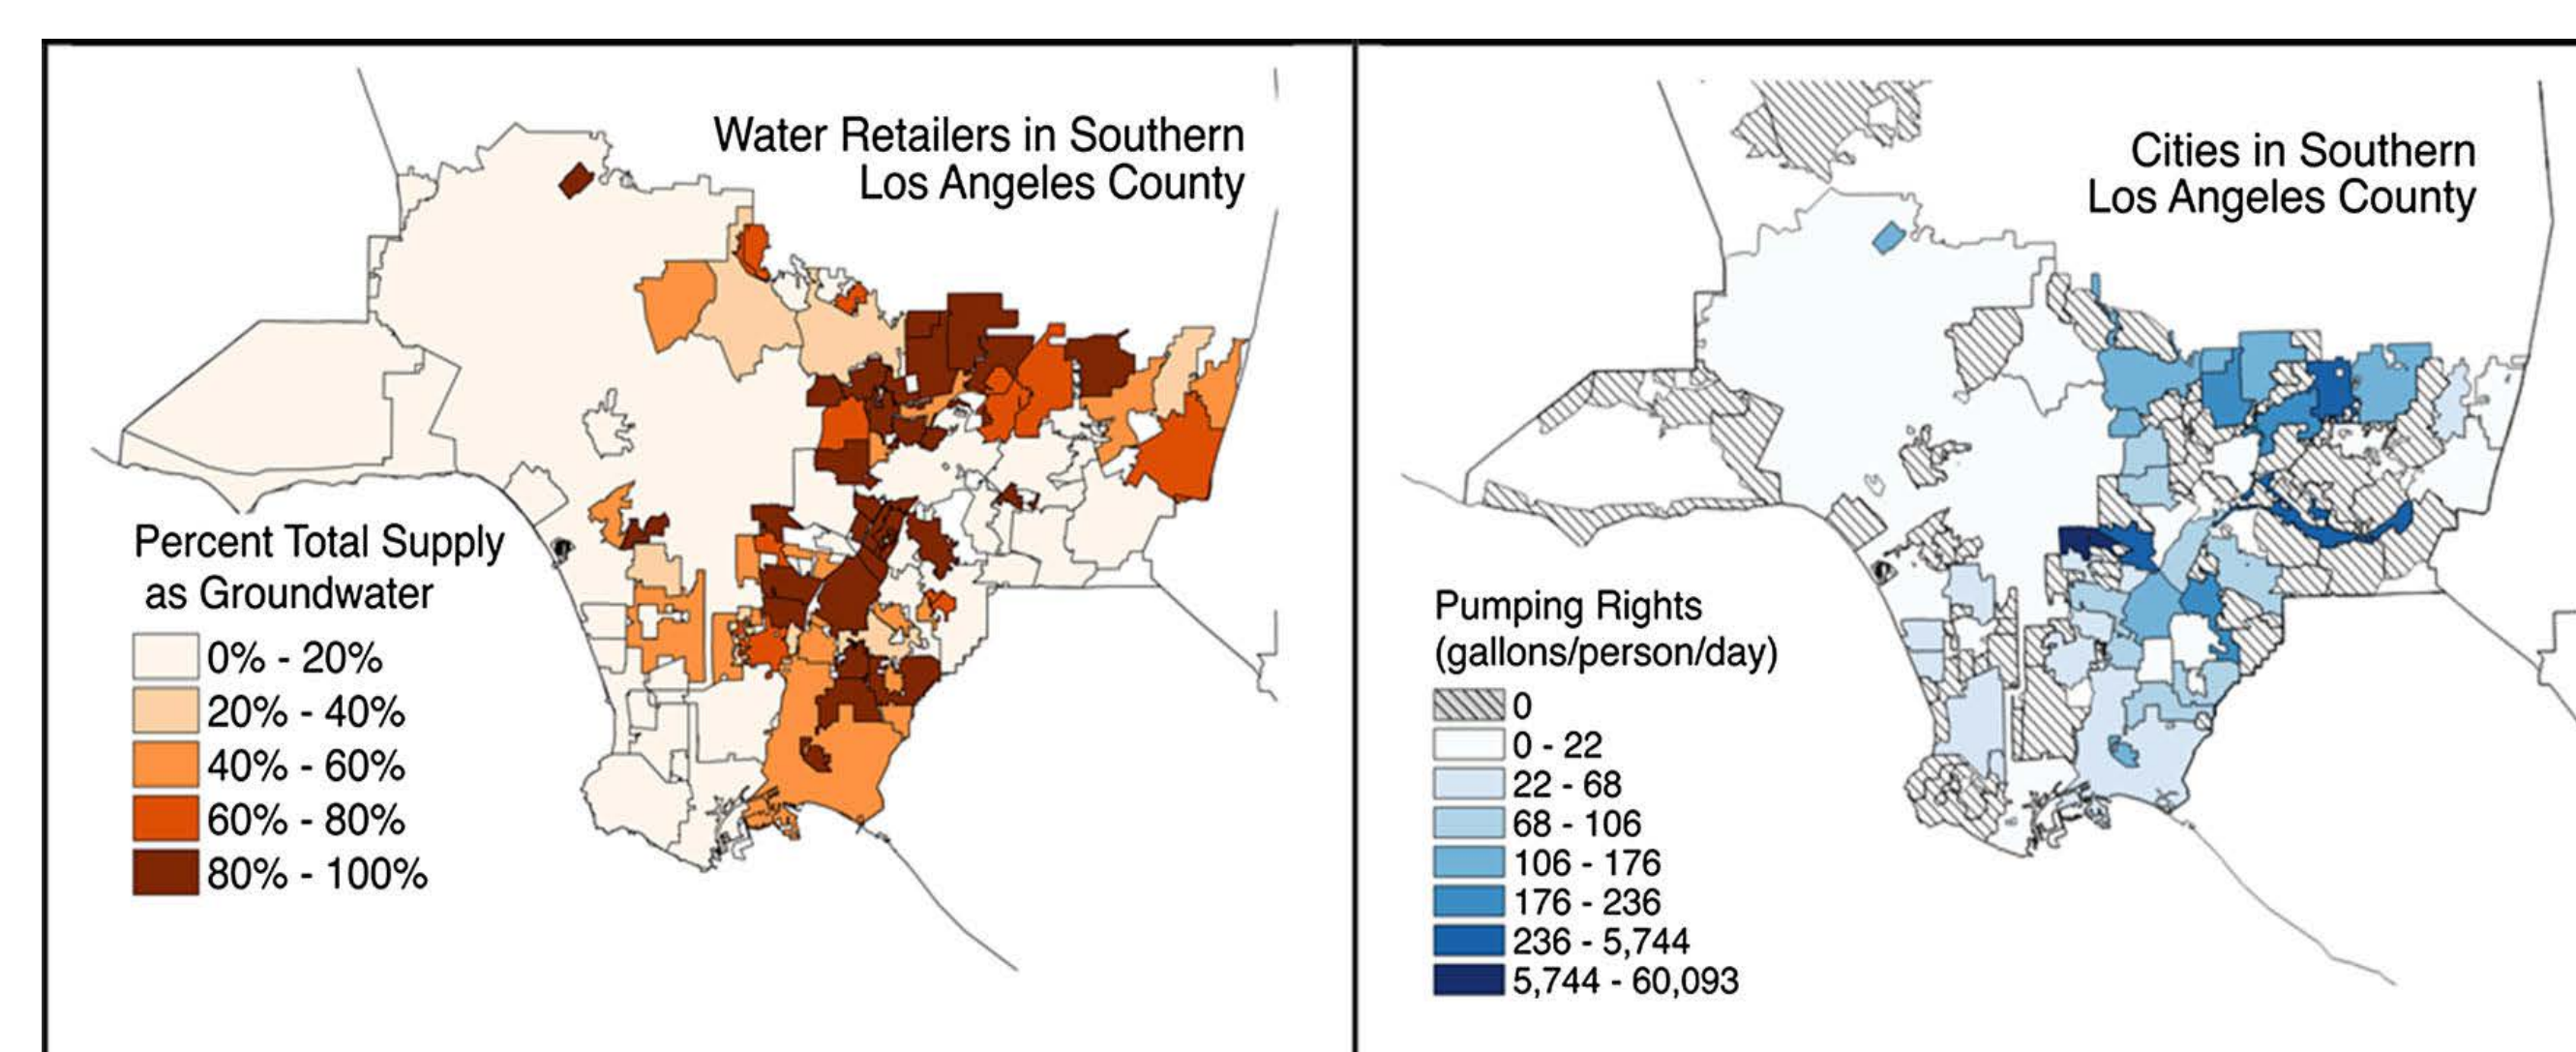 Water Retailers in Southern
Los Angeles County
Percent Total Supply
as Groundwater
0% - 20%
20% - 40%
40% - 60%
60% - 80%
80% - 100%
Cities in Southern
Los Angeles County
Pumping Rights
(gallons/person/day)
0
0 - 22
22 - 68
68 - 106
106 - 176
176 - 236
236 - 5,744
5,744 - 60,093